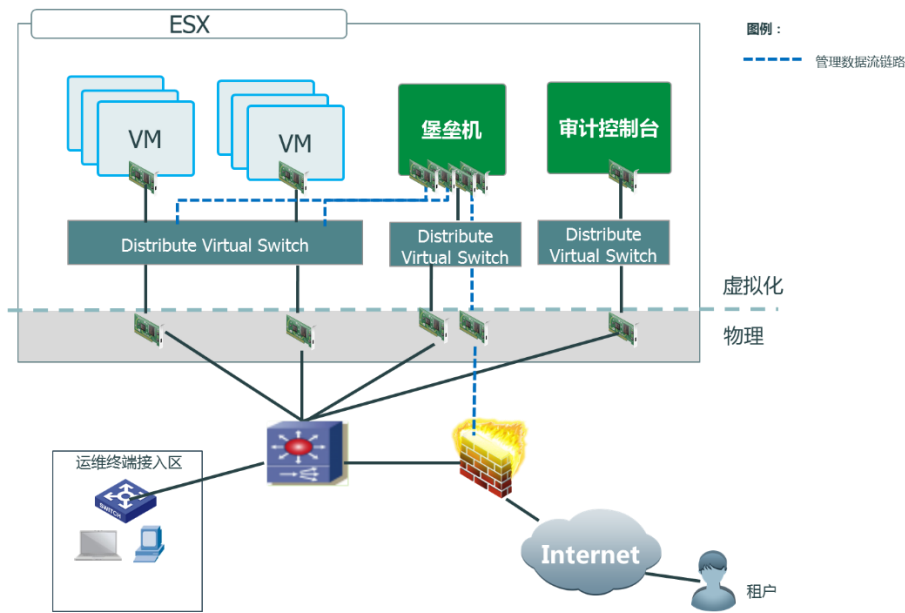 ESX
图例：
管理数据流链路
VM
VM
堡垒机
审计控制台
Distribute Virtual Switch
Distribute
Virtual Switch
Distribute
Virtual Switch
虚拟化
物理
运维终端接入区
SWITCH
Internet
租户